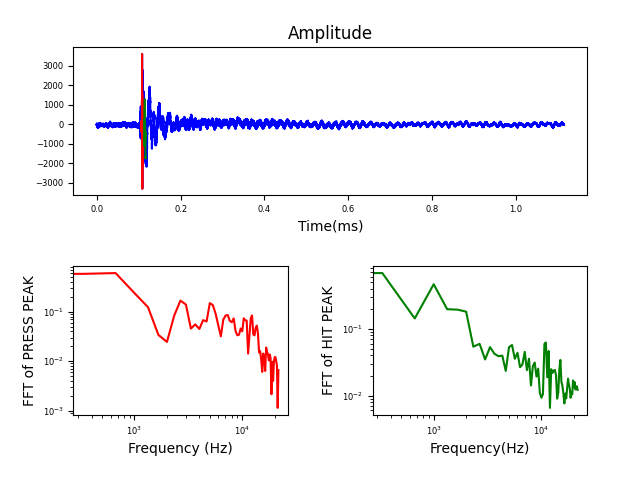 Amplitude
3000
2000
1000
0
−1000
−2000
−3000
0.0 0.2 0.4 0.6 0.8 1.0
Time(ms)
FFT of PRESS PEAK
10⁻¹
10⁻²
10⁻³
10³ 10⁴
Frequency (Hz)
FFT of HIT PEAK
10⁻¹
10⁻²
10³ 10⁴
Frequency(Hz)